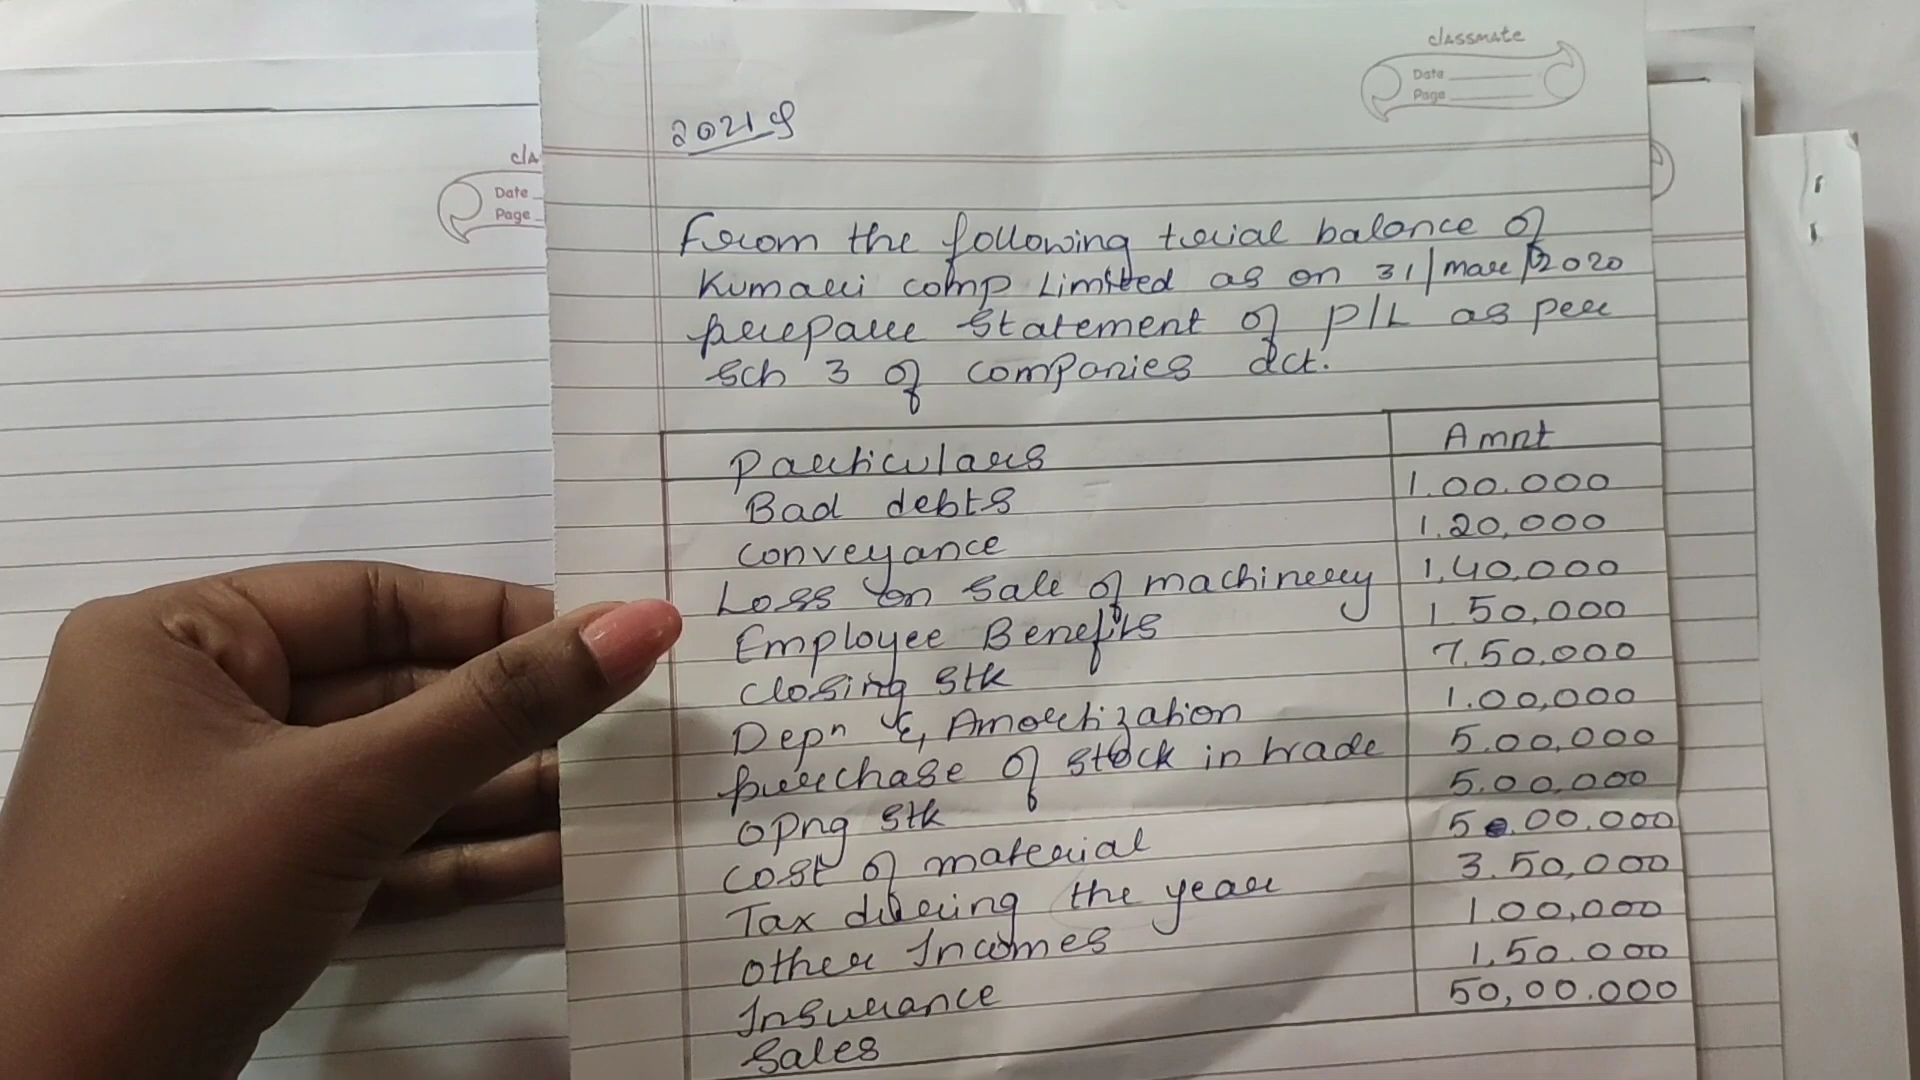 classmate
Date
Page
2021 S
cla
Date
Page
From the following trial balance of
Kumari comp Limited as on 31/mar/2020
prepare statement of P/L as per
Sch 3 of companies Act.
Particulars Amnt
Bad debts 1.00.000
conveyance 1.20,000
Loss on sale of machinery 1,40,000
Employee Benefits 1.50,000
closing stk 7.50.000
Depn & Amortization 1.00,000
purchase of stock in trade 5.00,000
opng stk 5.00,000
cost of material 5.00.000
Tax during the year 3.50,000
other Incomes 1.00,000
Insurance 1,50.000
Sales 50,00.000